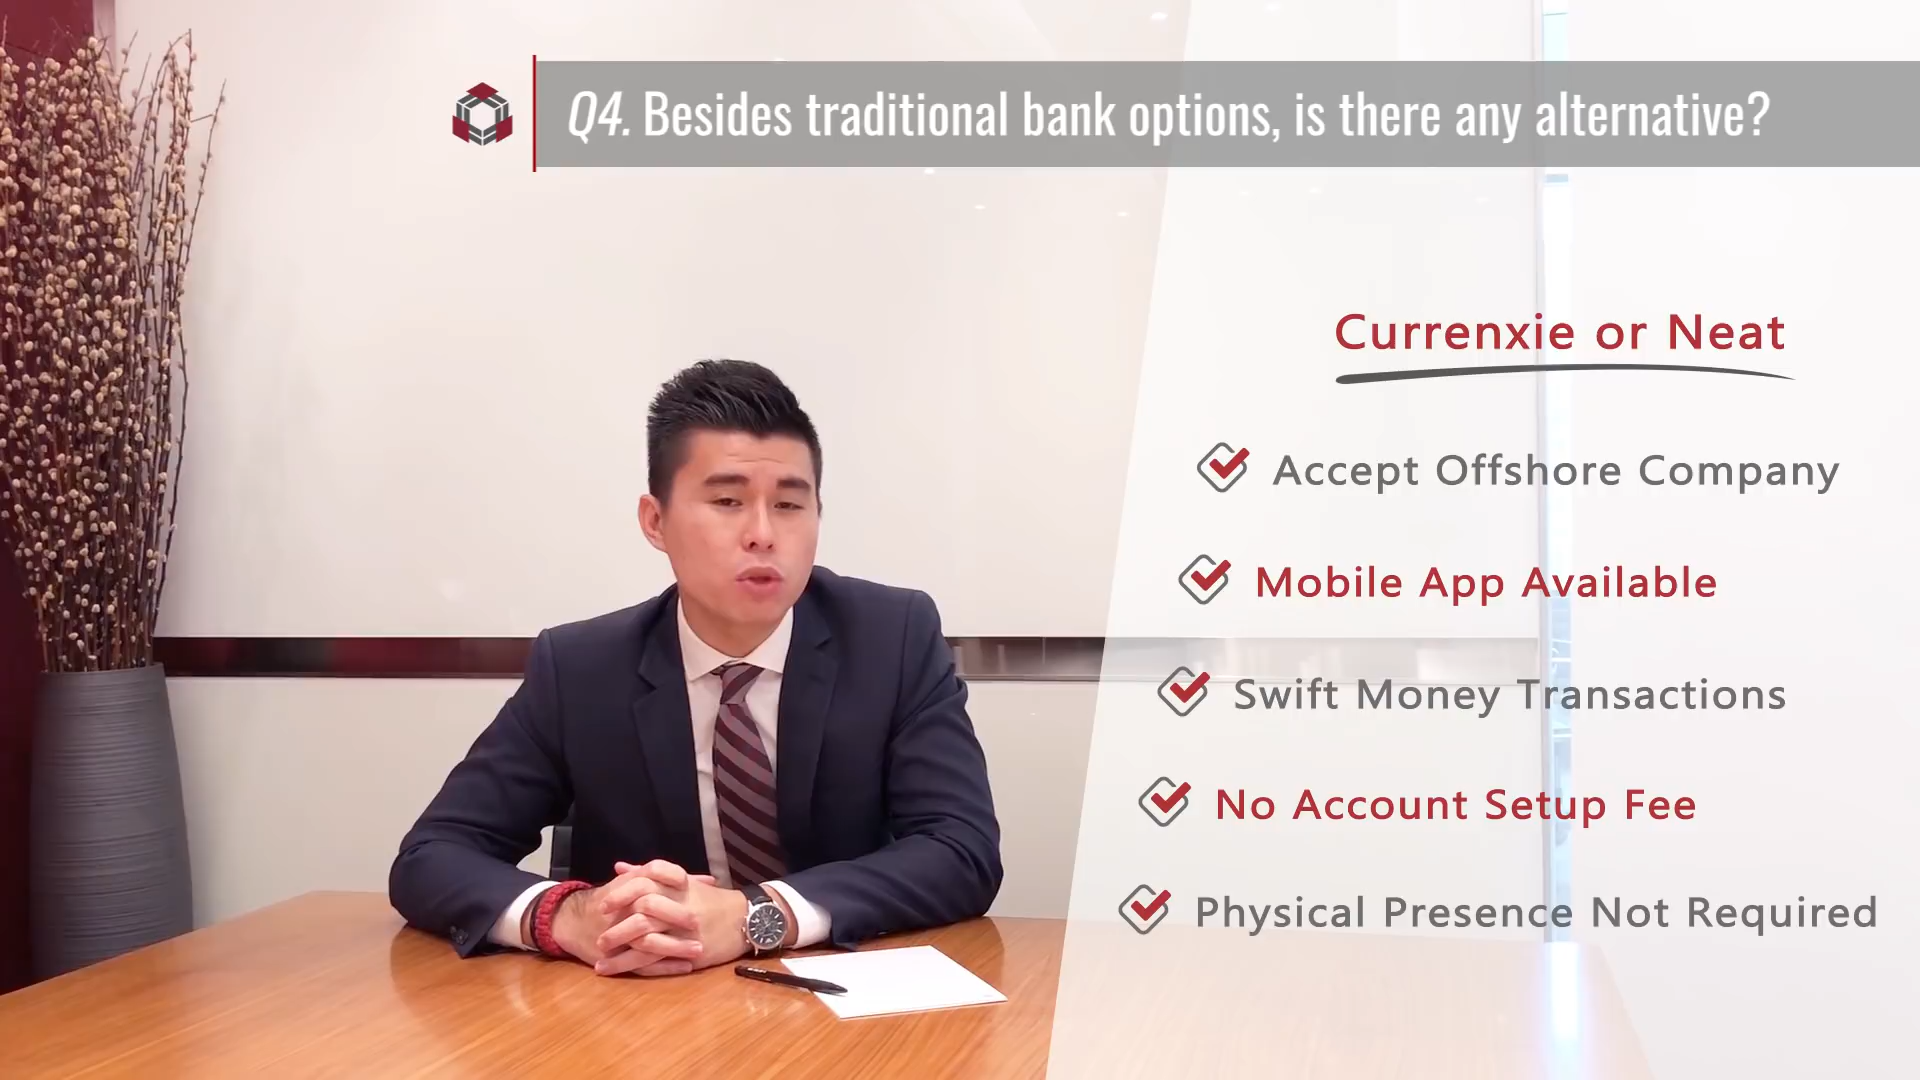 Q4. Besides traditional bank options, is there any alternative?
Currenxie or Neat
Accept Offshore Company
Mobile App Available
Swift Money Transactions
No Account Setup Fee
Physical Presence Not Required